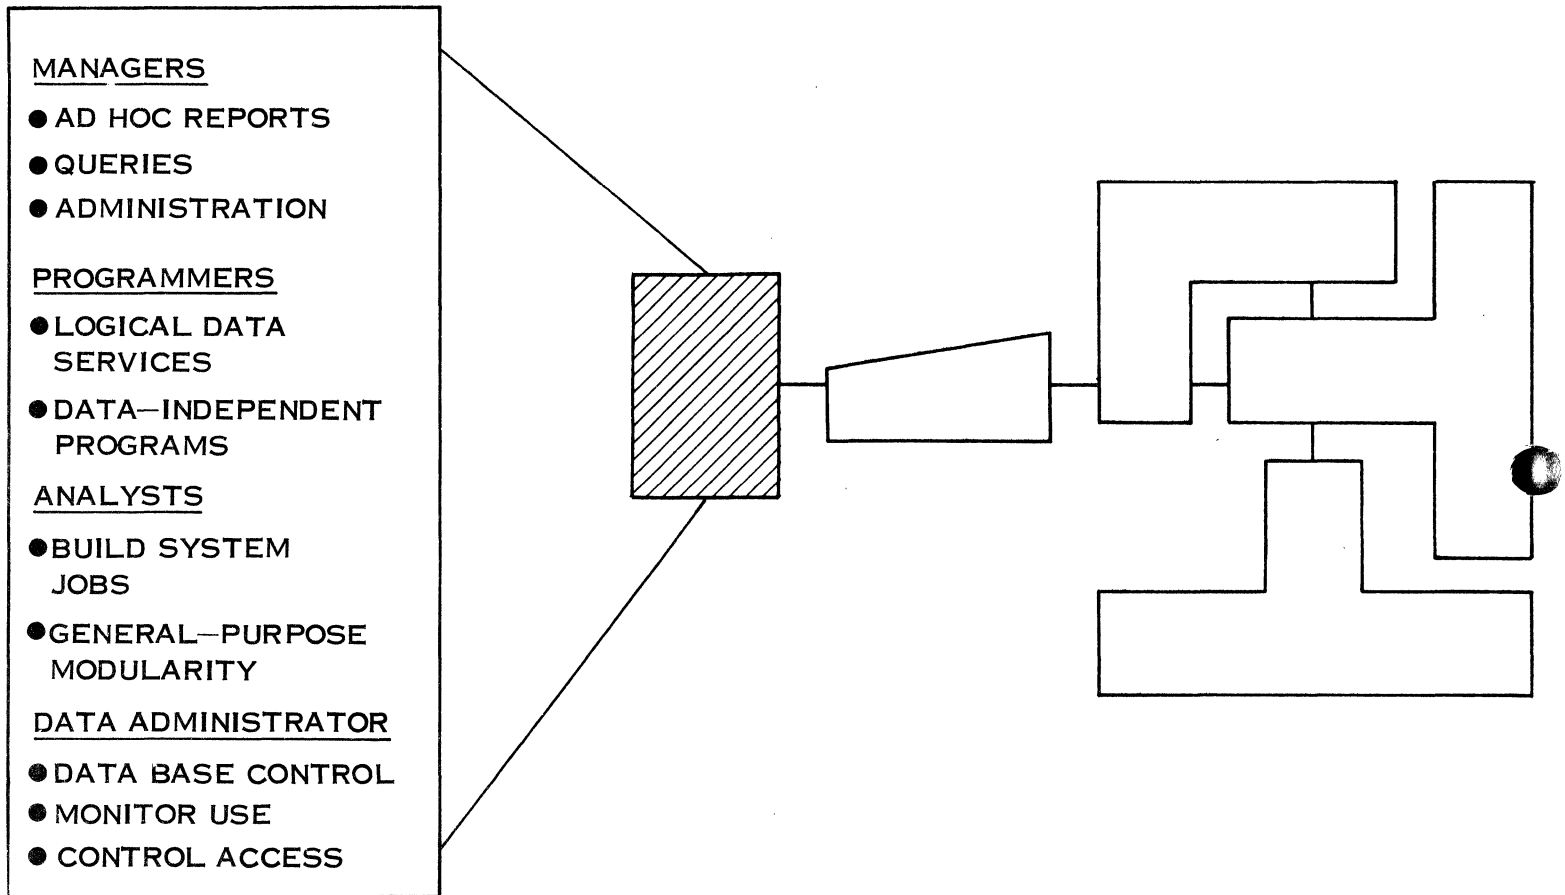 MANAGERS
● AD HOC REPORTS
● QUERIES
● ADMINISTRATION
PROGRAMMERS
● LOGICAL DATA
SERVICES
● DATA—INDEPENDENT
PROGRAMS
ANALYSTS
● BUILD SYSTEM
JOBS
● GENERAL—PURPOSE
MODULARITY
DATA ADMINISTRATOR
● DATA BASE CONTROL
● MONITOR USE
● CONTROL ACCESS